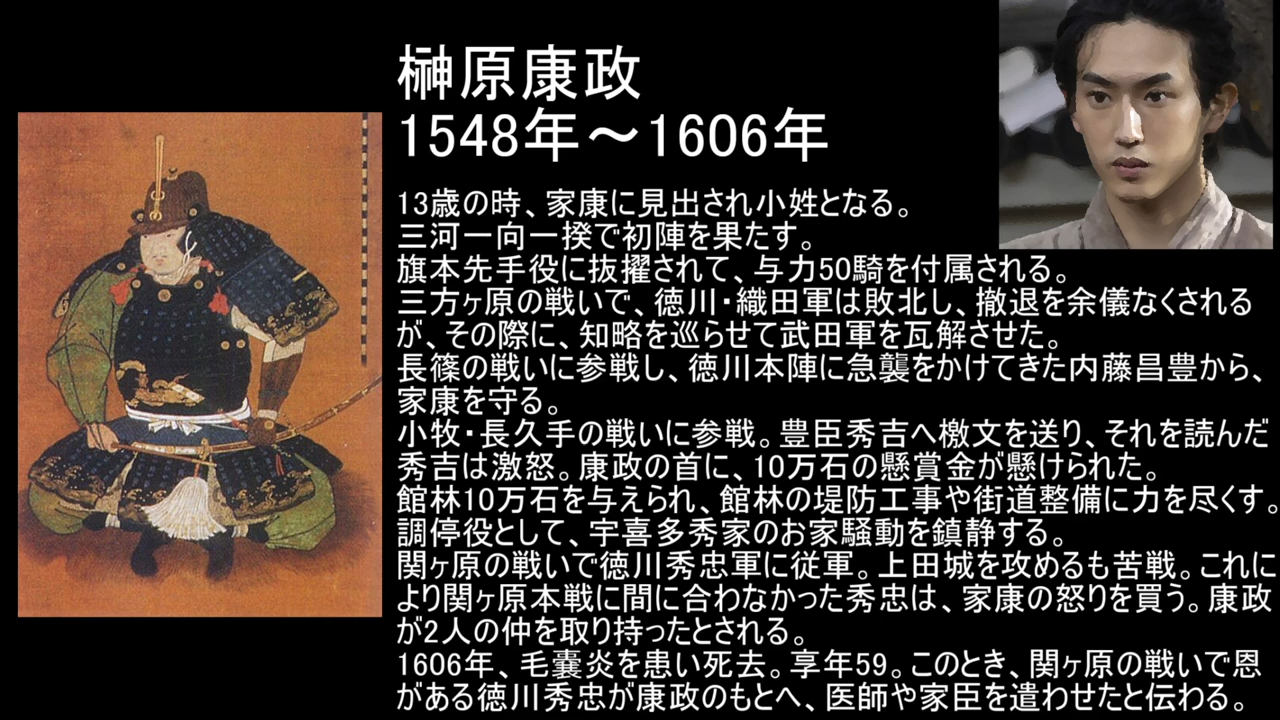 榊原康政
1548年～1606年
13歳の時、家康に見出され小姓となる。
三河一向一揆で初陣を果たす。
旗本先手役に抜擢されて、与力50騎を付属される。
三方ヶ原の戦いで、徳川・織田軍は敗北し、撤退を余儀なくされる
が、その際に、知略を巡らせて武田軍を瓦解させた。
長篠の戦いに参戦し、徳川本陣に急襲をかけてきた内藤昌豊から、
家康を守る。
小牧・長久手の戦いに参戦。豊臣秀吉へ檄文を送り、それを読んだ
秀吉は激怒。康政の首に、10万石の懸賞金が懸けられた。
館林10万石を与えられ、館林の堤防工事や街道整備に力を尽くす。
調停役として、宇喜多秀家のお家騒動を鎮静する。
関ヶ原の戦いで徳川秀忠軍に従軍。上田城を攻めるも苦戦。これに
より関ヶ原本戦に間に合わなかった秀忠は、家康の怒りを買う。康政
が2人の仲を取り持ったとされる。
1606年、毛嚢炎を患い死去。享年59。このとき、関ヶ原の戦いで恩
がある徳川秀忠が康政のもとへ、医師や家臣を遣わせたと伝わる。